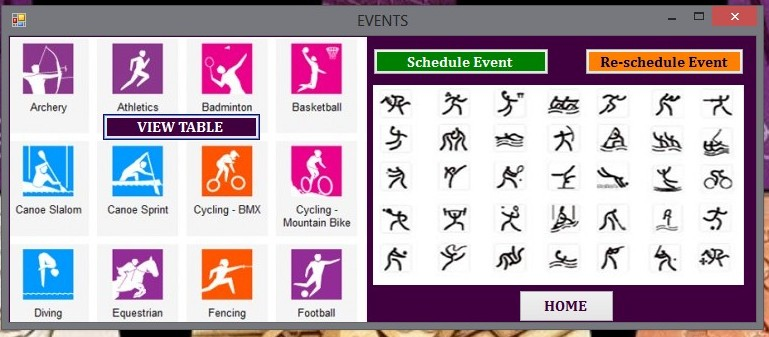 EVENTS
Schedule Event
Re-schedule Event
Archery
Athletics
Badminton
Basketball
VIEW TABLE
Canoe Slalom
Canoe Sprint
Cycling - BMX
Cycling -
Mountain Bike
Diving
Equestrian
Fencing
Football
HOME